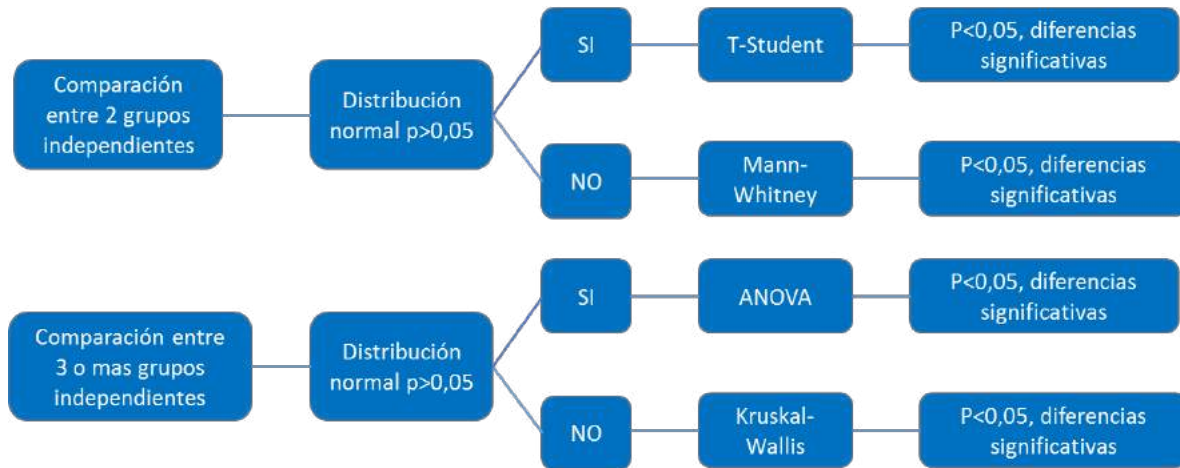 Comparación
entre 2 grupos
independientes
Distribución
normal p>0,05
SI
T-Student
P<0,05, diferencias
significativas
NO
Mann-
Whitney
P<0,05, diferencias
significativas
Comparación entre
3 o mas grupos
independientes
Distribución
normal p>0,05
SI
ANOVA
P<0,05, diferencias
significativas
NO
Kruskal-
Wallis
P<0,05, diferencias
significativas